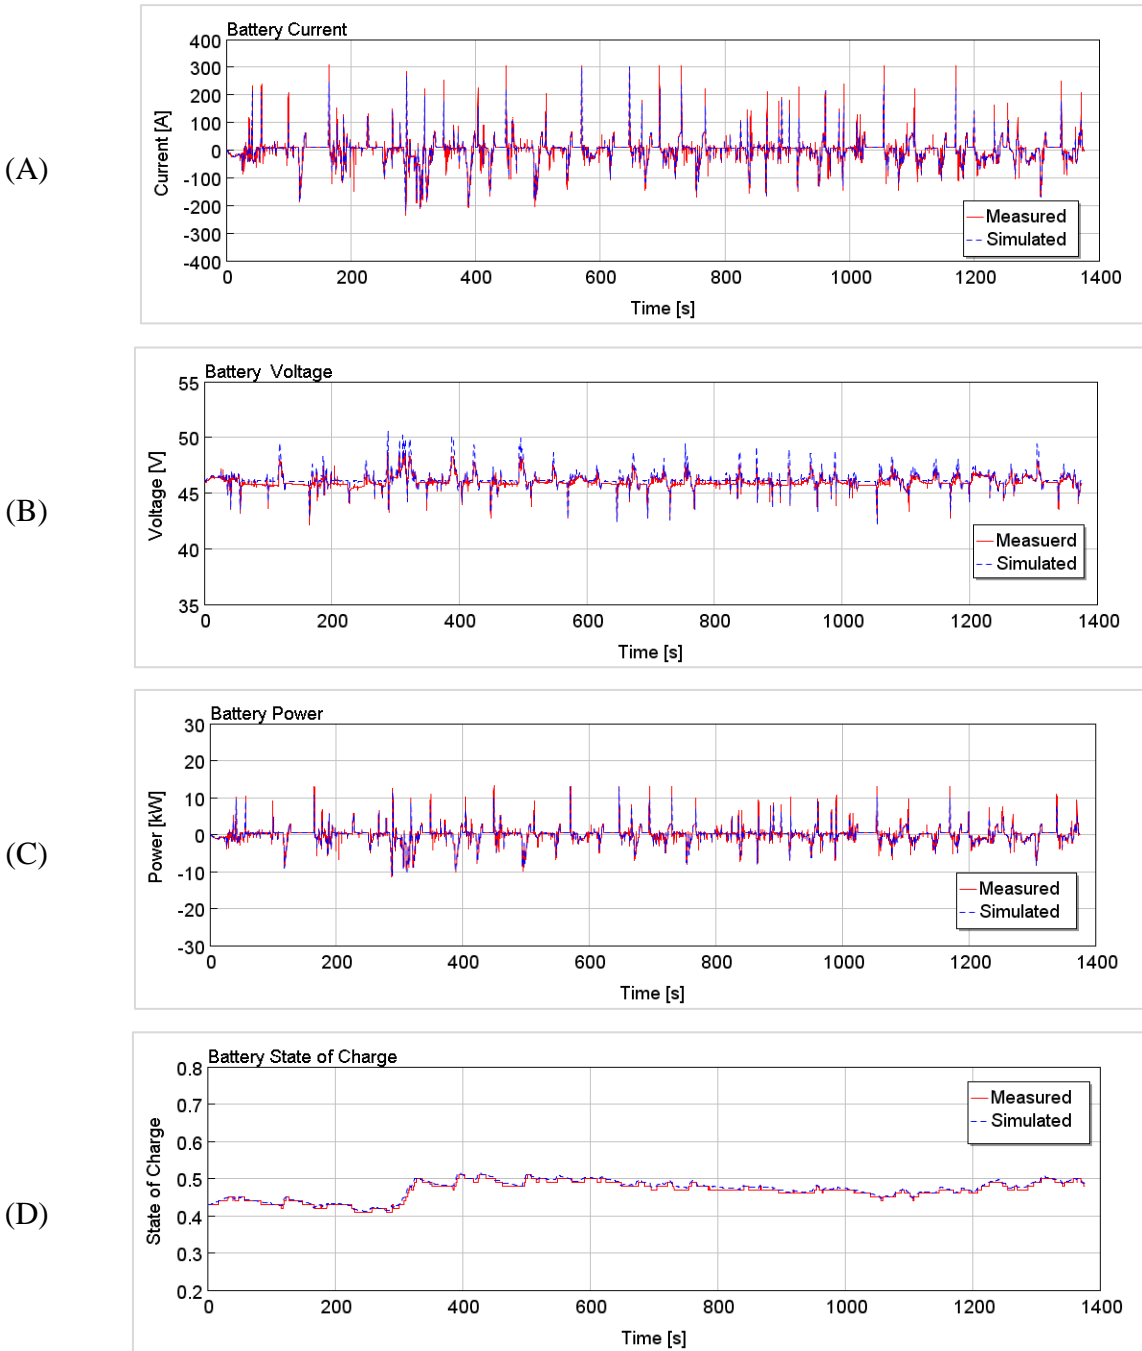 (A)
Battery Current
400
300
200
100
0
-100
-200
-300
-400
Current [A]
Measured
Simulated
0 200 400 600 800 1000 1200 1400
Time [s]
(B)
Battery Voltage
55
50
45
40
35
Voltage [V]
Measuerd
Simulated
0 200 400 600 800 1000 1200 1400
Time [s]
(C)
Battery Power
30
20
10
0
-10
-20
-30
Power [kW]
Measured
Simulated
0 200 400 600 800 1000 1200 1400
Time [s]
(D)
Battery State of Charge
0.8
0.7
0.6
0.5
0.4
0.3
0.2
State of Charge
Measured
Simulated
0 200 400 600 800 1000 1200 1400
Time [s]